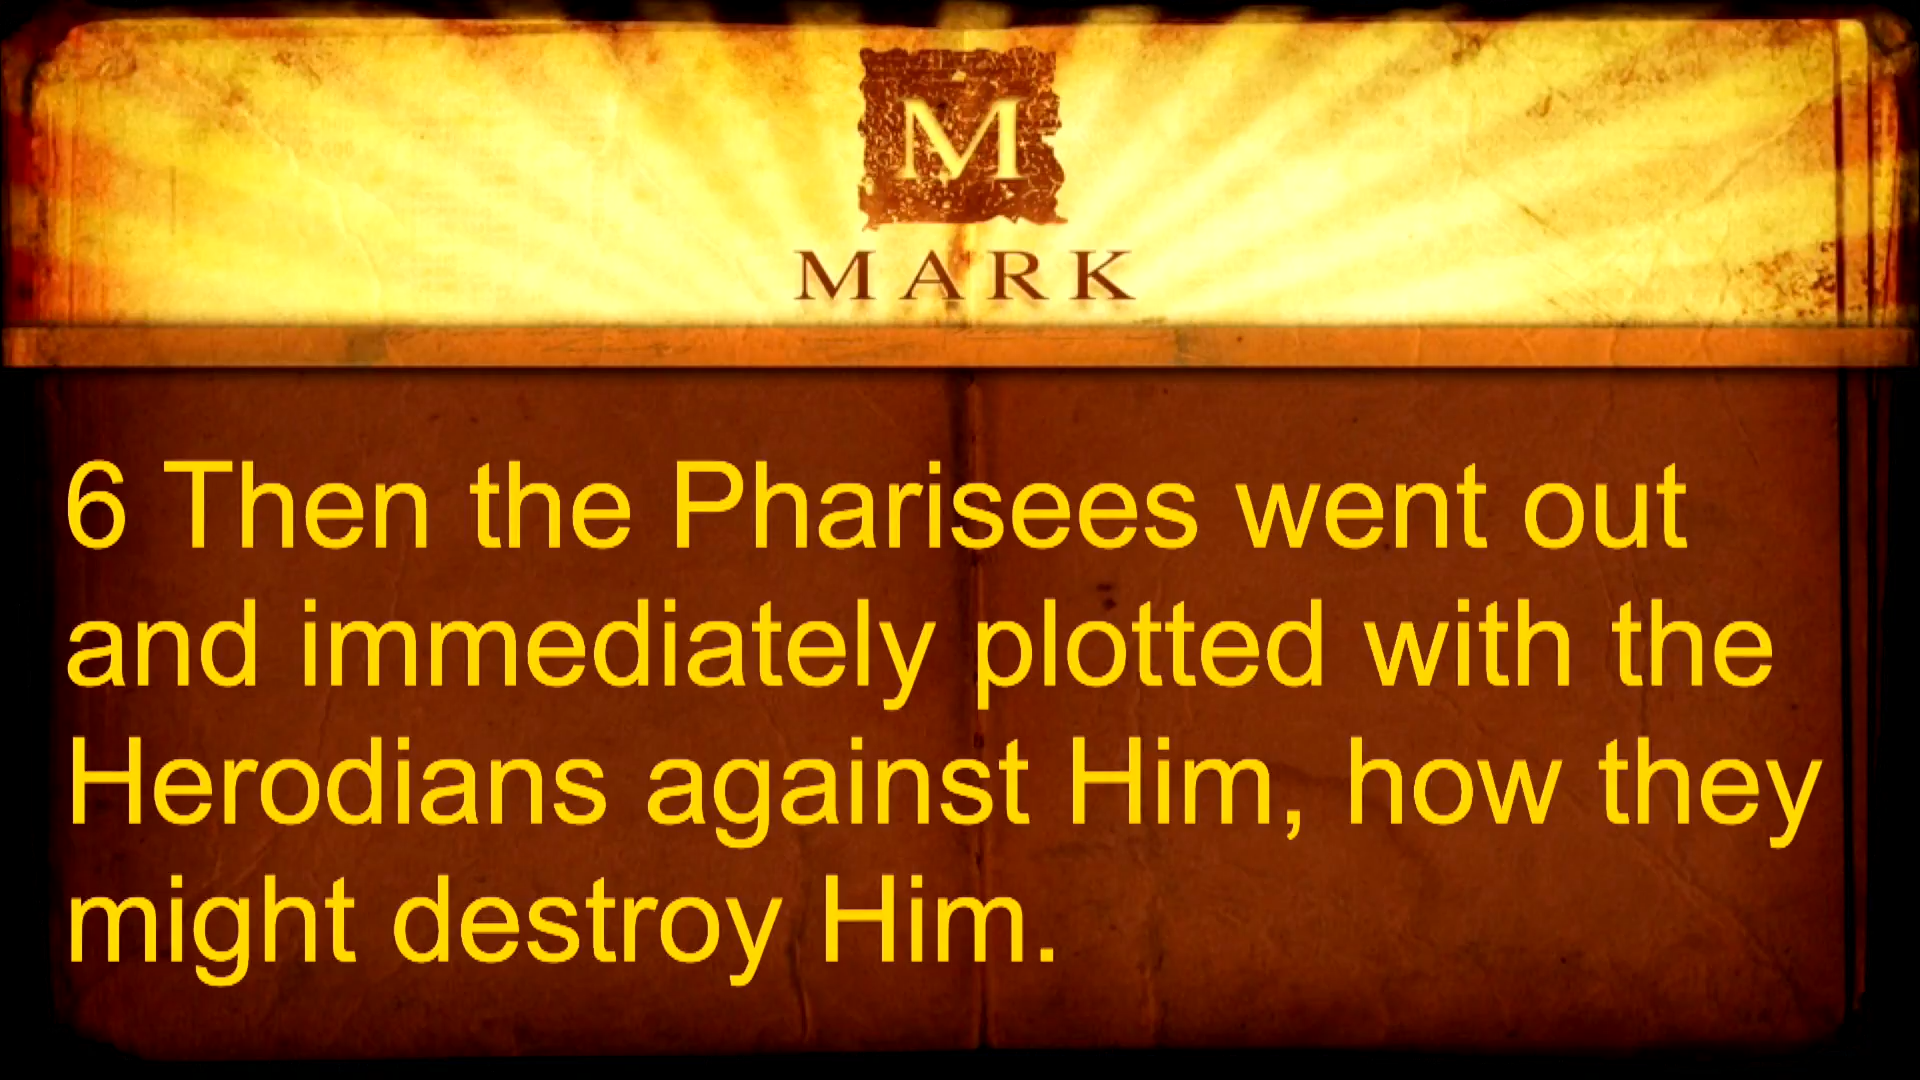 M
MARK
6 Then the Pharisees went out
and immediately plotted with the
Herodians against Him, how they
might destroy Him.